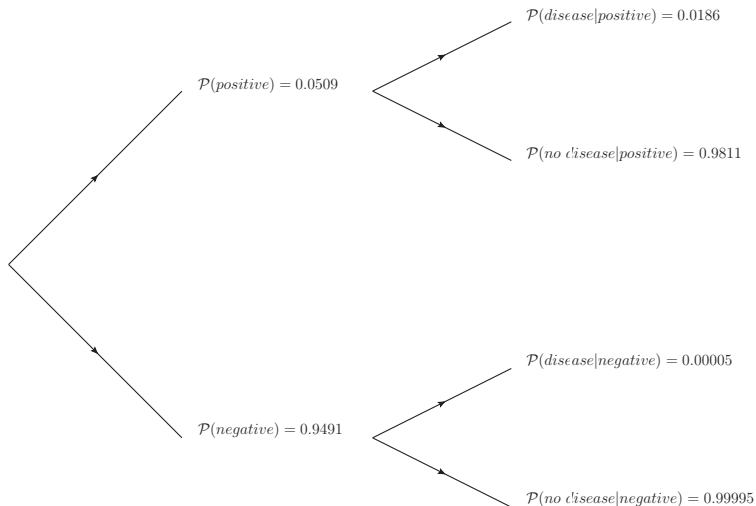 𝒫(disease|positive) = 0.0186
𝒫(positive) = 0.0509
𝒫(no disease|positive) = 0.9811
𝒫(disease|negative) = 0.00005
𝒫(negative) = 0.9491
𝒫(no disease|negative) = 0.99995